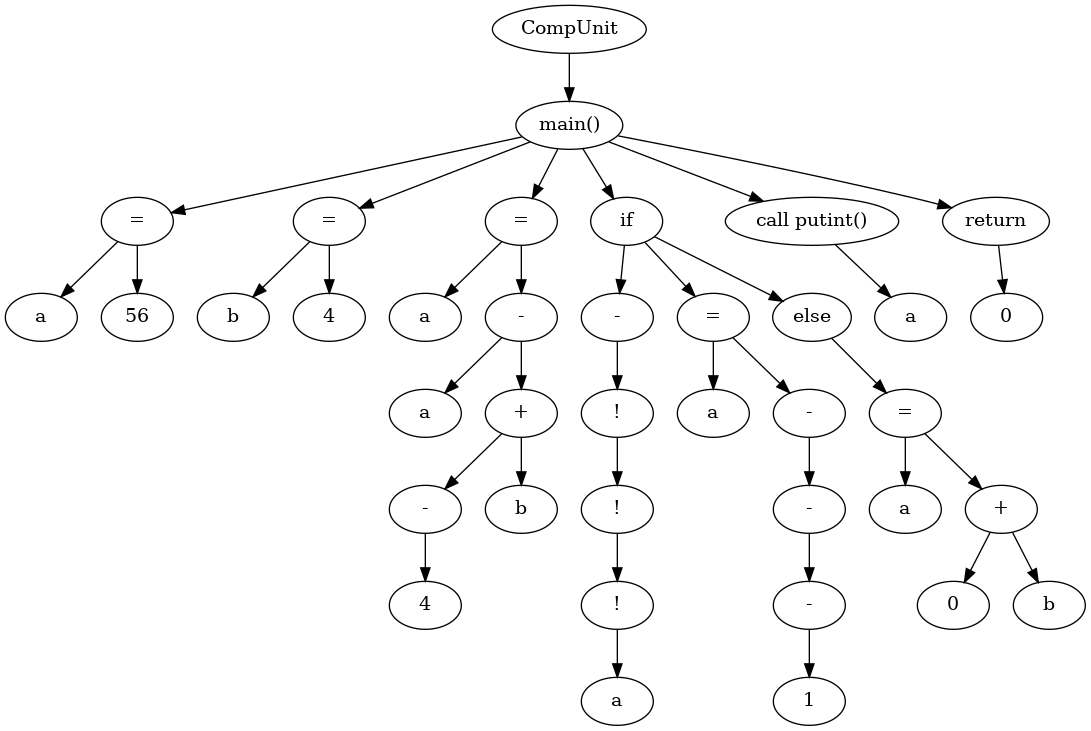 CompUnit
main()
= = = if call putint() return
a 56 b 4 a - - = else a 0
a + ! a - =
- b ! - a +
4 ! - 0 b
a 1